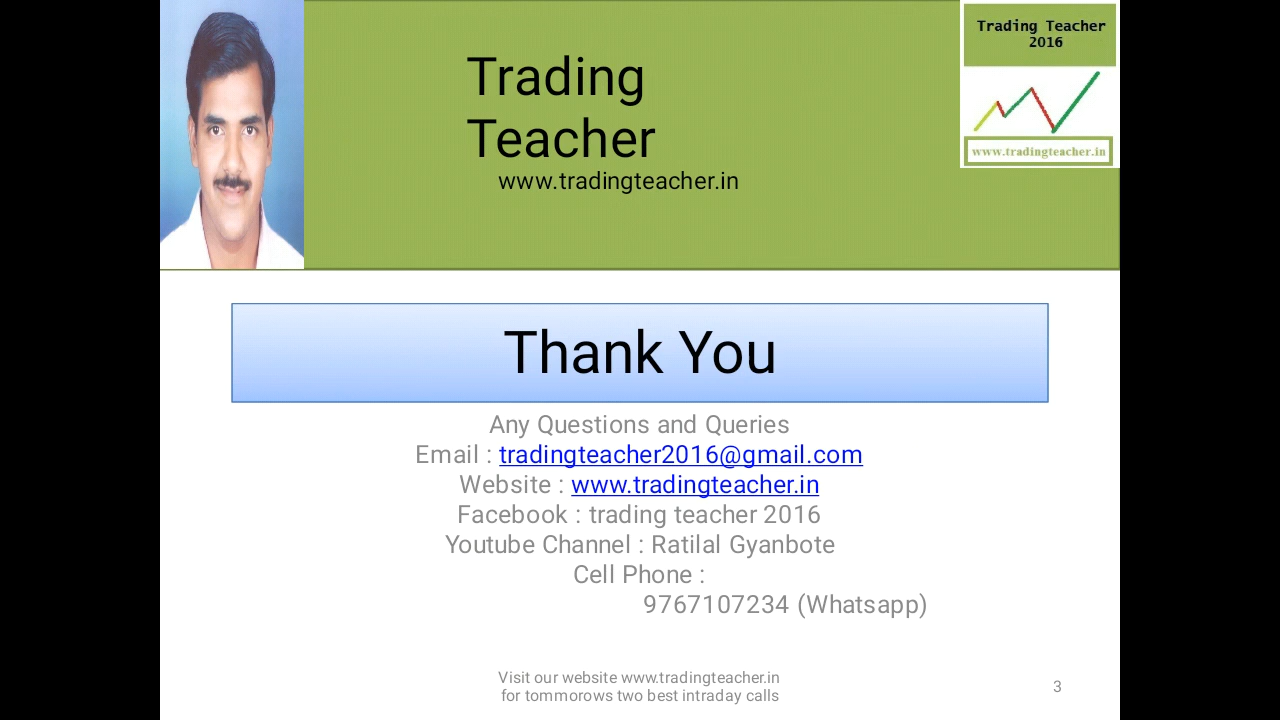 Trading
Teacher
www.tradingteacher.in
Trading Teacher
2016
www.tradingteacher.in
Thank You
Any Questions and Queries
Email : tradingteacher2016@gmail.com
Website : www.tradingteacher.in
Facebook : trading teacher 2016
Youtube Channel : Ratilal Gyanbote
Cell Phone :
9767107234 (Whatsapp)
Visit our website www.tradingteacher.in
for tommorows two best intraday calls
3